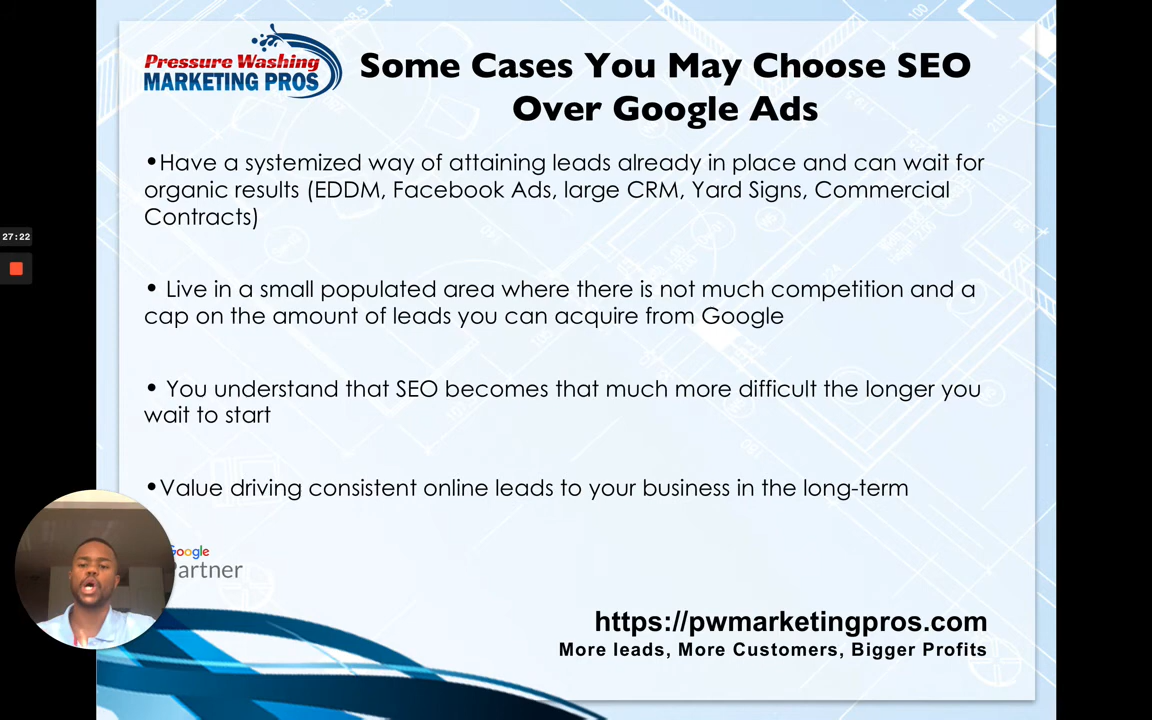 Pressure Washing
MARKETING PROS
Some Cases You May Choose SEO
Over Google Ads
•Have a systemized way of attaining leads already in place and can wait for
organic results (EDDM, Facebook Ads, large CRM, Yard Signs, Commercial
Contracts)
27:22
• Live in a small populated area where there is not much competition and a
cap on the amount of leads you can acquire from Google
• You understand that SEO becomes that much more difficult the longer you
wait to start
•Value driving consistent online leads to your business in the long-term
Google
Partner
https://pwmarketingpros.com
More leads, More Customers, Bigger Profits